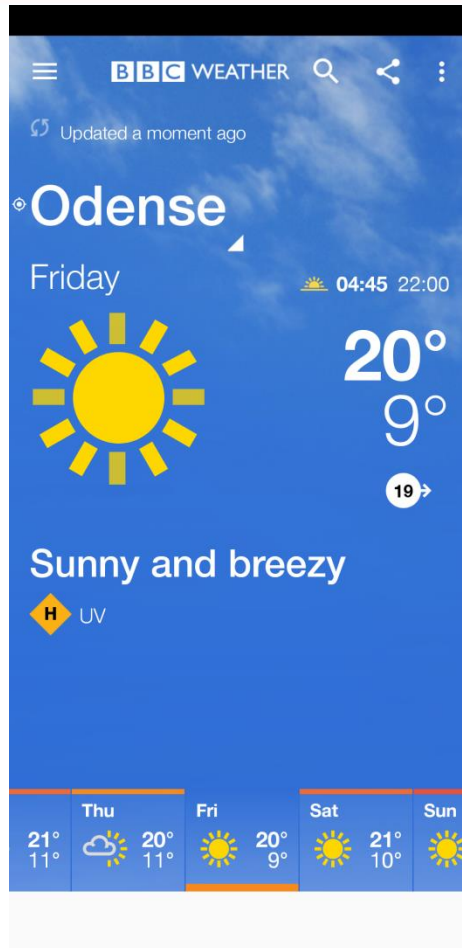 BBC WEATHER
Updated a moment ago
Odense
Friday
04:45 22:00
20°
9°
19
Sunny and breezy
H UV
Thu Fri Sat Sun
21° 20° 20° 21°
11° 11° 9° 10°